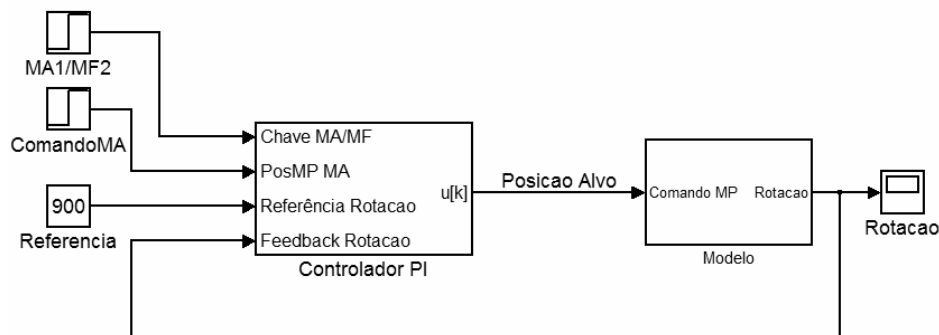 MA1/MF2
ComandoMA
900
Referencia
Chave MA/MF
PosMP MA
Referência Rotacao
Feedback Rotacao
u[k]
Controlador PI
Posicao Alvo
Comando MP
Rotacao
Modelo
Rotacao